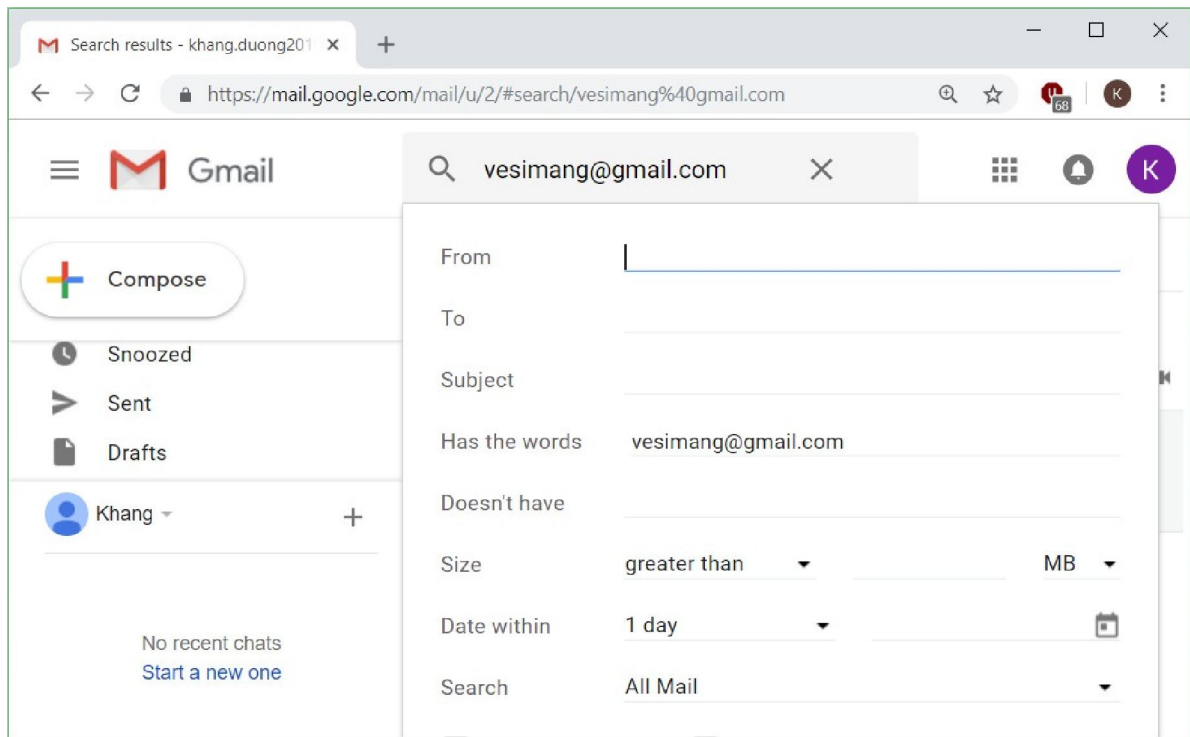 Search results - khang.duong201
https://mail.google.com/mail/u/2/#search/vesimang%40gmail.com
68
K
Gmail
vesimang@gmail.com
K
Compose
Snoozed
Sent
Drafts
Khang
No recent chats
Start a new one
From
To
Subject
Has the words vesimang@gmail.com
Doesn't have
Size greater than MB
Date within 1 day
Search All Mail